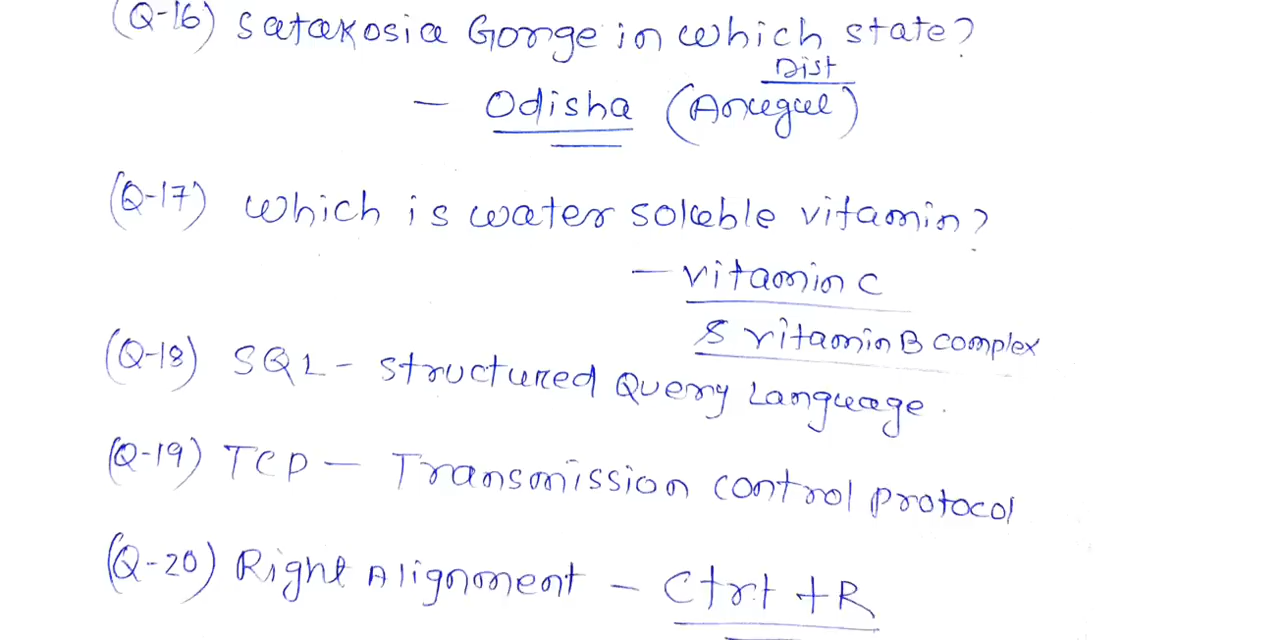 (Q-16) Satakosia Gorge in which state?
Dist
— Odisha (Anugul)
(Q-17) Which is water soluble vitamin?
— vitamin C
& vitamin B complex
(Q-18) SQL - Structured Query Language.
(Q-19) TCP — Transmission control protocol
(Q-20) Right Alignment - Ctrt + R